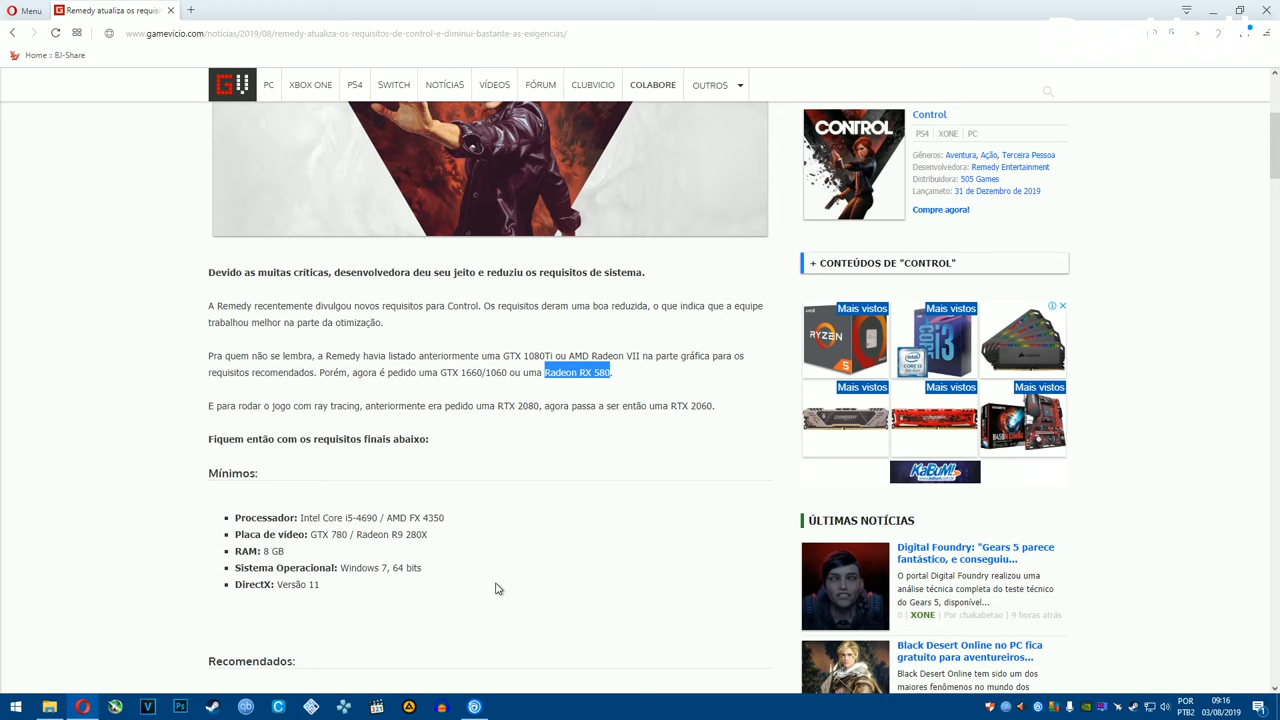 Menu
Remedy atualiza os requisit
www.gamevicio.com/noticias/2019/08/remedy-atualiza-os-requisitos-de-control-e-diminui-bastante-as-exigencias/
Home :: BJ-Share
GV PC XBOX ONE PS4 SWITCH NOTÍCIAS VÍDEOS FÓRUM CLUBVICIO COLABORE OUTROS
Devido as muitas críticas, desenvolvedora deu seu jeito e reduziu os requisitos de sistema.
A Remedy recentemente divulgou novos requisitos para Control. Os requisitos deram uma boa reduzida, o que indica que a equipe
trabalhou melhor na parte da otimização.
Pra quem não se lembra, a Remedy havia listado anteriormente uma GTX 1080Ti ou AMD Radeon VII na parte gráfica para os
requisitos recomendados. Porém, agora é pedido uma GTX 1660/1060 ou uma Radeon RX 580.
E para rodar o jogo com ray tracing, anteriormente era pedido uma RTX 2080, agora passa a ser então uma RTX 2060.
Fiquem então com os requisitos finais abaixo:
Mínimos:
Processador: Intel Core i5-4690 / AMD FX 4350
Placa de vídeo: GTX 780 / Radeon R9 280X
RAM: 8 GB
Sistema Operacional: Windows 7, 64 bits
DirectX: Versão 11
Recomendados:
CONTROL
Control
PS4 XONE PC
Gêneros: Aventura, Ação, Terceira Pessoa
Desenvolvedora: Remedy Entertainment
Distribuidora: 505 Games
Lançameto: 31 de Dezembro de 2019
Compre agora!
+ CONTEÚDOS DE "CONTROL"
Mais vistos Mais vistos
RYZEN 5
intel CORE i3
Mais vistos Mais vistos Mais vistos
GIGABYTE
B450
KaBuM!
ÚLTIMAS NOTÍCIAS
Digital Foundry: "Gears 5 parece
fantástico, e conseguiu...
O portal Digital Foundry realizou uma
análise técnica completa do teste técnico
do Gears 5, disponível...
0 | XONE | Por chakabetao | 9 horas atrás
Black Desert Online no PC fica
gratuito para aventureiros...
Black Desert Online tem sido um dos
maiores fenômenos no mundo dos
POR
PTB2
09:16
03/08/2019